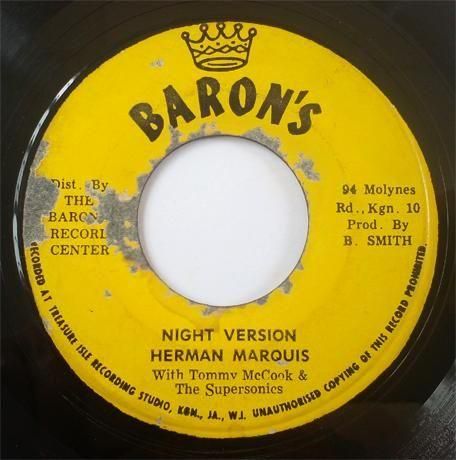 BARON'S
Dist. By
THE
BARON
RECORD
CENTER
94 Molynes
Rd., Kgn. 10
Prod. By
B. SMITH
NIGHT VERSION
HERMAN MARQUIS
With Tommy McCook &
The Supersonics
RECORDED AT TREASURE ISLE RECORDING STUDIO, KGN., JA., W.I. UNAUTHORISED COPYING OF THIS RECORD PROHIBITED.